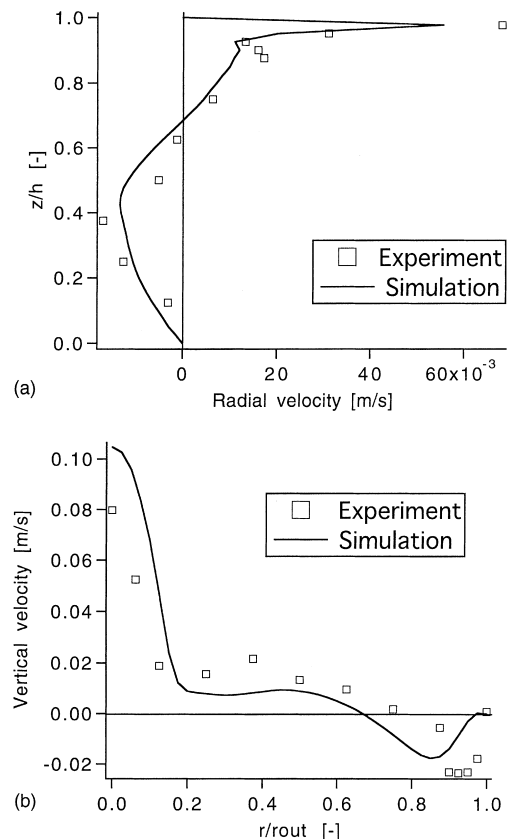 1.0
0.8
0.6
0.4
0.2
0.0
z/h [-]
Experiment
Simulation
0 20 40 60x10-3
Radial velocity [m/s]
(a)
0.10
0.08
0.06
0.04
0.02
0.00
-0.02
Vertical velocity [m/s]
Experiment
Simulation
0.0 0.2 0.4 0.6 0.8 1.0
r/rout [-]
(b)